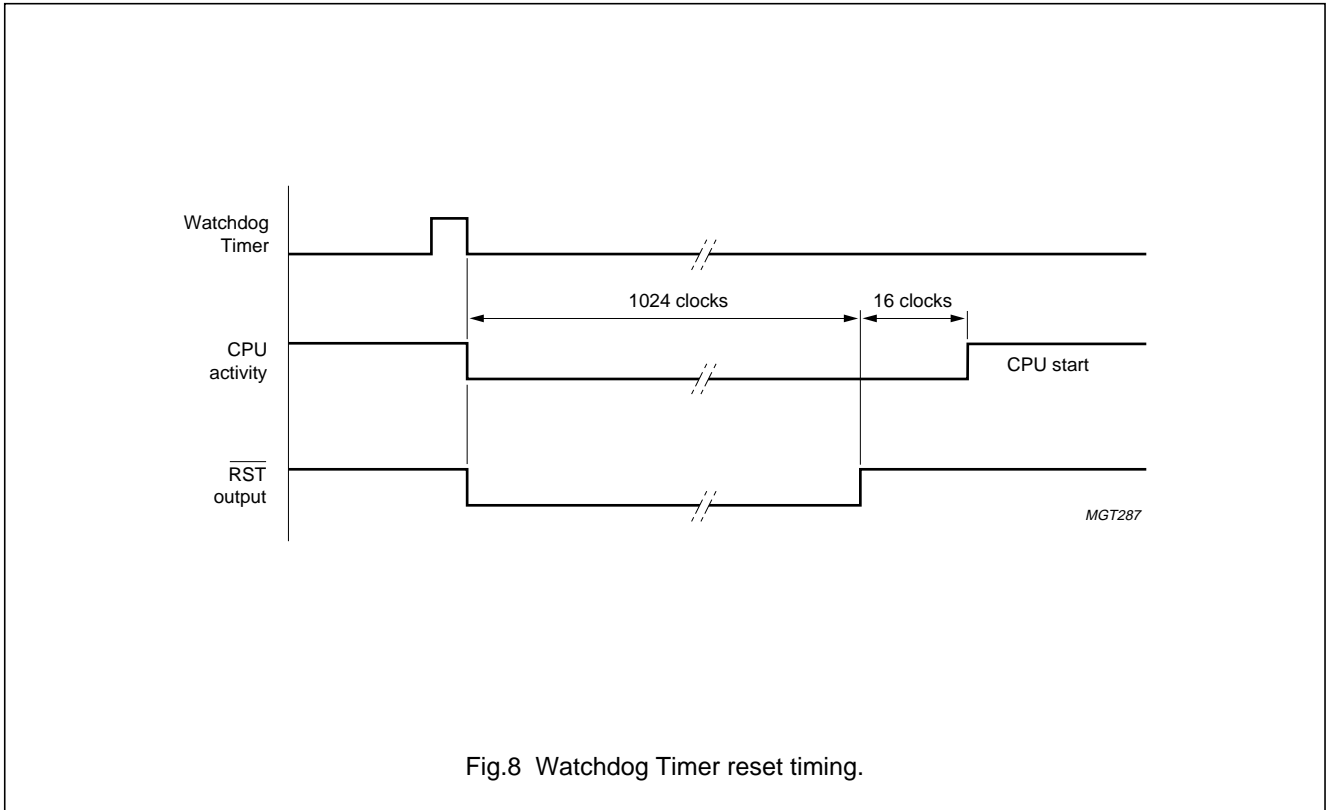 Watchdog
Timer
1024 clocks
16 clocks
CPU
activity
CPU start
RST
output
MGT287
Fig.8 Watchdog Timer reset timing.